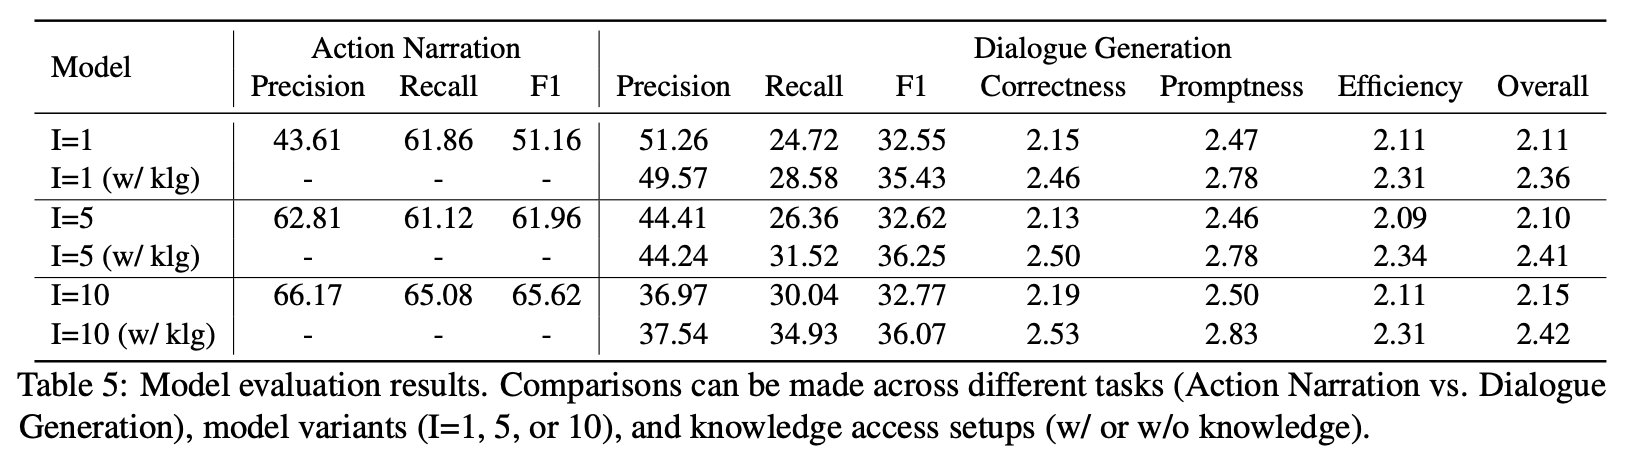 Model Action Narration Dialogue Generation
Precision Recall F1 Precision Recall F1 Correctness Promptness Efficiency Overall
I=1 43.61 61.86 51.16 51.26 24.72 32.55 2.15 2.47 2.11 2.11
I=1 (w/ klg) - - - 49.57 28.58 35.43 2.46 2.78 2.31 2.36
I=5 62.81 61.12 61.96 44.41 26.36 32.62 2.13 2.46 2.09 2.10
I=5 (w/ klg) - - - 44.24 31.52 36.25 2.50 2.78 2.34 2.41
I=10 66.17 65.08 65.62 36.97 30.04 32.77 2.19 2.50 2.11 2.15
I=10 (w/ klg) - - - 37.54 34.93 36.07 2.53 2.83 2.31 2.42
Table 5: Model evaluation results. Comparisons can be made across different tasks (Action Narration vs. Dialogue
Generation), model variants (I=1, 5, or 10), and knowledge access setups (w/ or w/o knowledge).